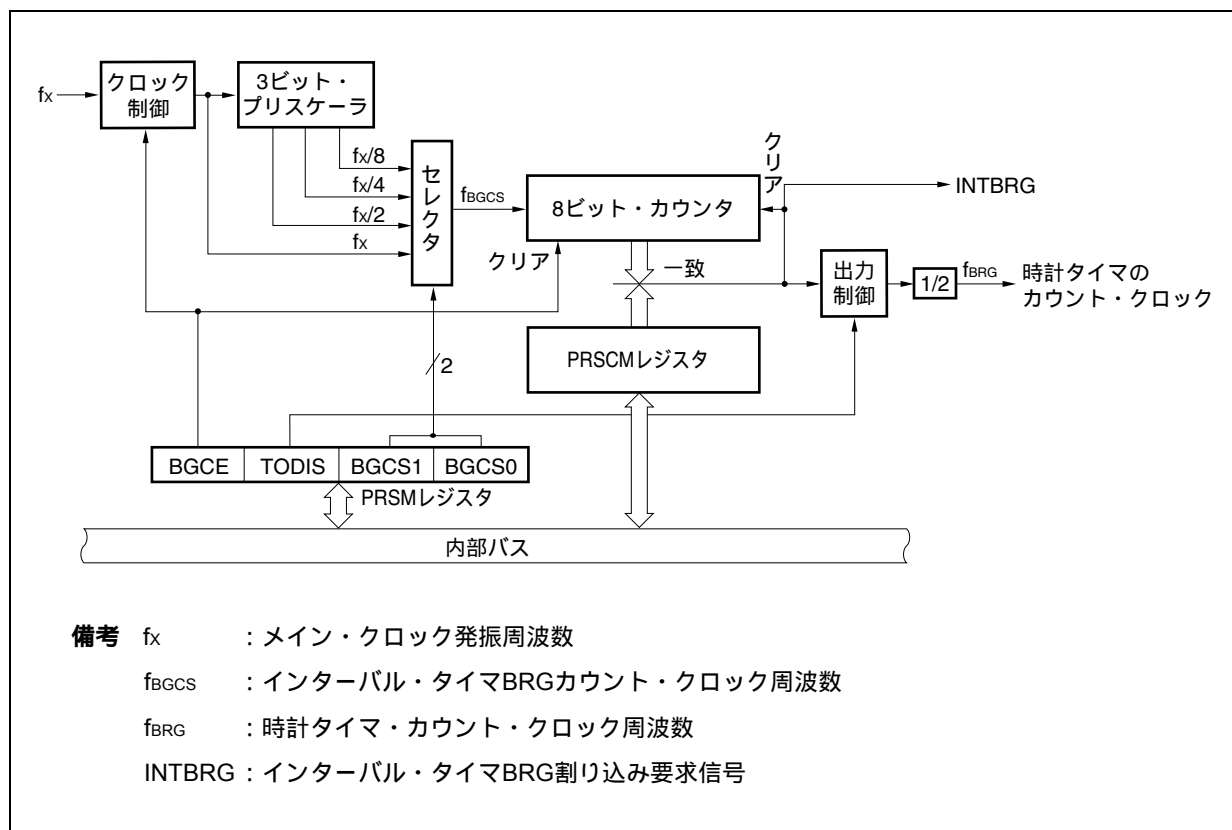 fX
クロック
制御
3ビット・
プリスケーラ
fX/8
fX/4
fX/2
fX
セレクタ
fBGCS
8ビット・カウンタ
クリア
クリア
INTBRG
一致
出力
制御
1/2
fBRG
時計タイマの
カウント・クロック
PRSCMレジスタ
2
BGCE TODIS BGCS1 BGCS0
PRSMレジスタ
内部バス
備考 fX :メイン・クロック発振周波数
fBGCS :インターバル・タイマBRGカウント・クロック周波数
fBRG :時計タイマ・カウント・クロック周波数
INTBRG :インターバル・タイマBRG割り込み要求信号